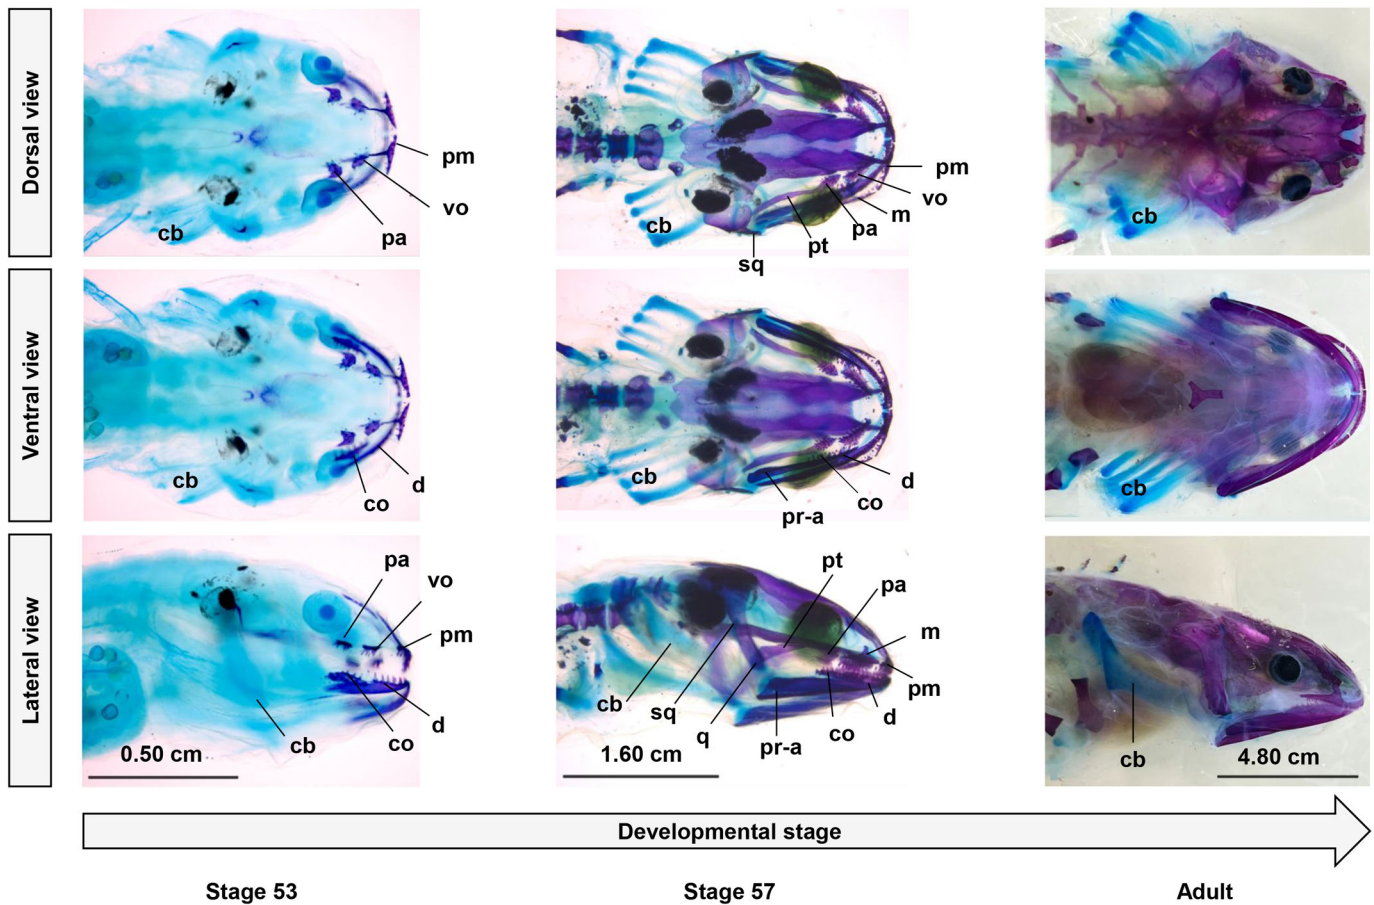 Dorsal view
pm
vo
pa
cb
pm
vo
m
pa
pt
sq
cb
cb
Ventral view
cb
co
d
cb
pr-a
co
d
cb
Lateral view
pa
vo
pm
d
co
cb
0.50 cm
pt
pa
m
pm
d
co
pr-a
q
sq
cb
1.60 cm
cb
4.80 cm
Developmental stage
Stage 53
Stage 57
Adult